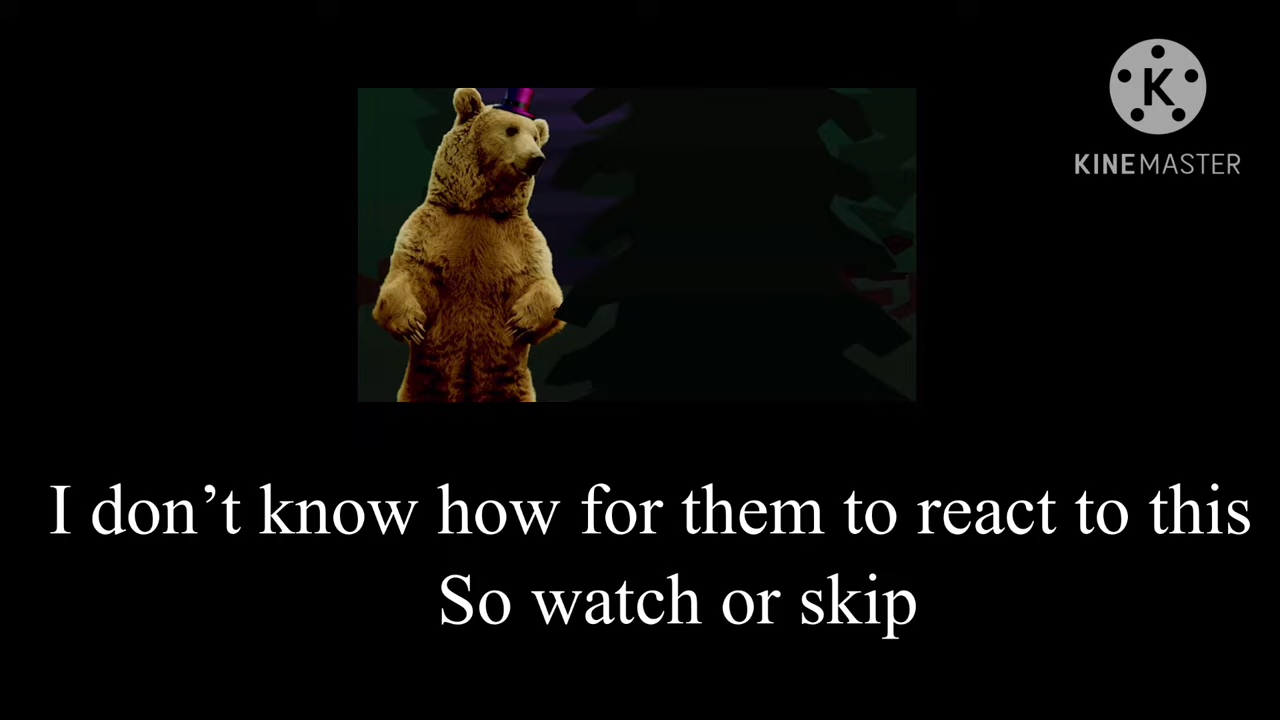 K
KINEMASTER
I don’t know how for them to react to this
So watch or skip